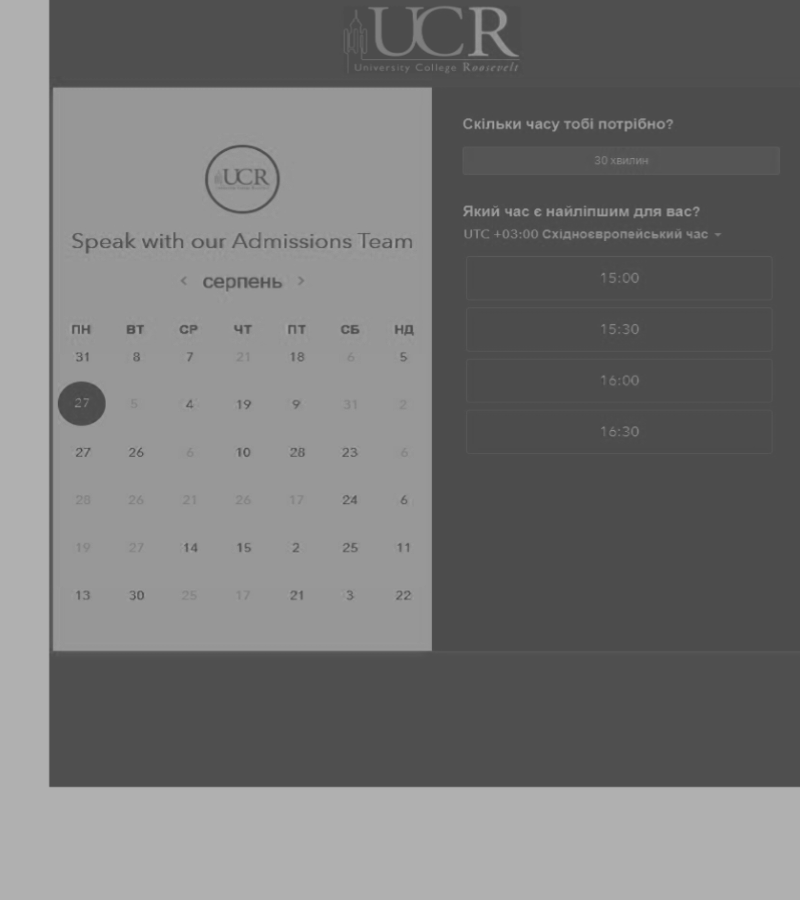 UCR
University College Roosevelt
UCR
Speak with our Admissions Team
< серпень >
ПН ВТ СР ЧТ ПТ СБ НД
31 8 7 21 18 6 5
27 5 4 19 9 31 2
27 26 6 10 28 23 6
28 26 21 26 17 24 6
19 27 14 15 2 25 11
13 30 25 17 21 3 22
Скільки часу тобі потрібно?
30 хвилин
Який час є найліпшим для вас?
UTC +03:00 Східноєвропейський час
15:00
15:30
16:00
16:30